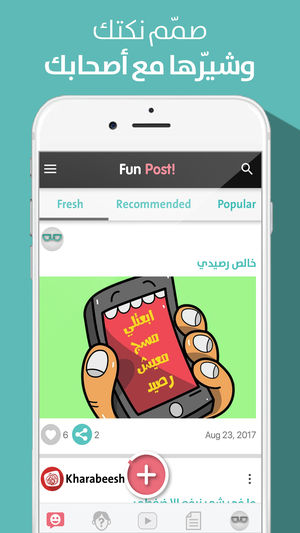 صمّم نكتك
وشيّرها مع أصحابك
Fun Post!
Fresh Recommended Popular
خالص رصيدي
ابعتلي
مسج
معيش
رصيد
6 2 Aug 23, 2017
Kharabeesh